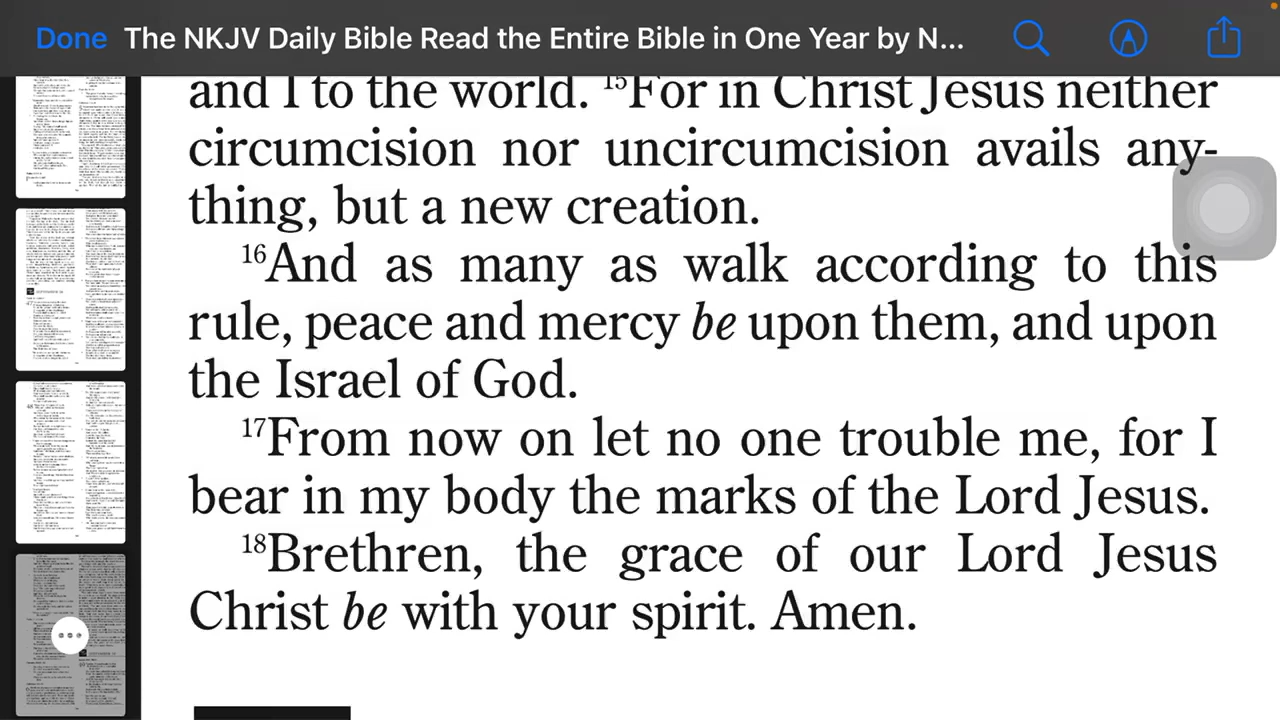 Done The NKJV Daily Bible Read the Entire Bible in One Year by N...
and I to the world. 15For in Christ Jesus neither
circumcision nor uncircumcision avails any-
thing, but a new creation.
16And as many as walk according to this
rule, peace and mercy be upon them, and upon
the Israel of God.
17From now on let no one trouble me, for I
bear in my body the marks of the Lord Jesus.
18Brethren, the grace of our Lord Jesus
Christ be with your spirit. Amen.